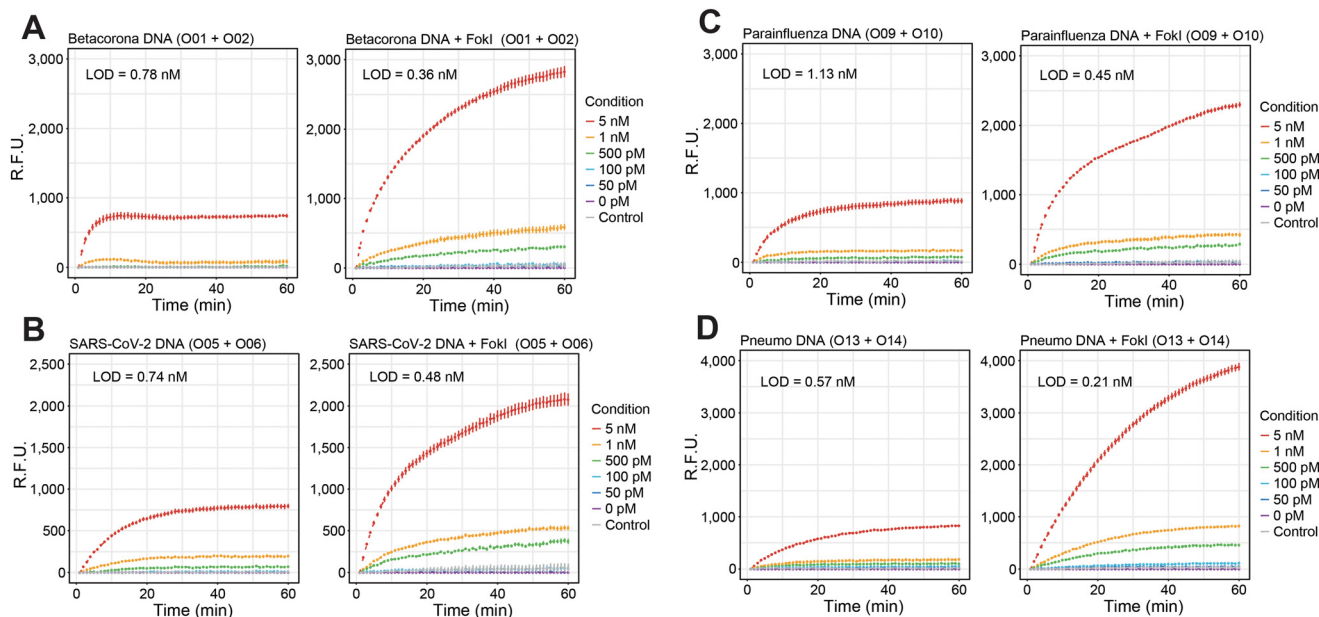 A
Betacorona DNA (O01 + O02)
LOD = 0.78 nM
3,000
2,000
1,000
0
R.F.U.
0 20 40 60
Time (min)
Betacorona DNA + FokI (O01 + O02)
LOD = 0.36 nM
3,000
2,000
1,000
0
0 20 40 60
Time (min)
Condition
5 nM
1 nM
500 pM
100 pM
50 pM
0 pM
Control
B
SARS-CoV-2 DNA (O05 + O06)
LOD = 0.74 nM
2,500
2,000
1,500
1,000
500
0
R.F.U.
0 20 40 60
Time (min)
SARS-CoV-2 DNA + FokI (O05 + O06)
LOD = 0.48 nM
2,500
2,000
1,500
1,000
500
0
0 20 40 60
Time (min)
Condition
5 nM
1 nM
500 pM
100 pM
50 pM
0 pM
Control
C
Parainfluenza DNA (O09 + O10)
LOD = 1.13 nM
3,000
2,000
1,000
0
R.F.U.
0 20 40 60
Time (min)
Parainfluenza DNA + FokI (O09 + O10)
LOD = 0.45 nM
3,000
2,000
1,000
0
0 20 40 60
Time (min)
Condition
5 nM
1 nM
500 pM
100 pM
50 pM
0 pM
Control
D
Pneumo DNA (O13 + O14)
LOD = 0.57 nM
4,000
3,000
2,000
1,000
0
R.F.U.
0 20 40 60
Time (min)
Pneumo DNA + FokI (O13 + O14)
LOD = 0.21 nM
4,000
3,000
2,000
1,000
0
0 20 40 60
Time (min)
Condition
5 nM
1 nM
500 pM
100 pM
50 pM
0 pM
Control